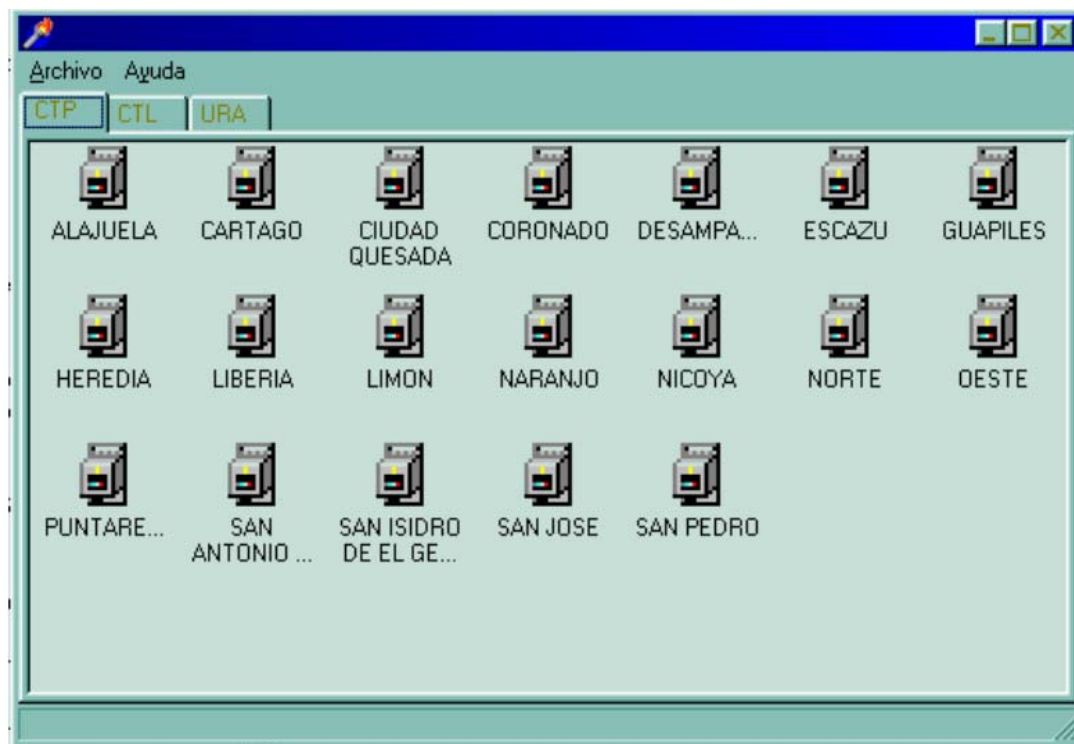 Archivo Ayuda
CTP CTL URA
ALAJUELA CARTAGO CIUDAD QUESADA CORONADO DESAMPA... ESCAZU GUAPILES
HEREDIA LIBERIA LIMON NARANJO NICOYA NORTE OESTE
PUNTARE... SAN ANTONIO ... SAN ISIDRO DE EL GE... SAN JOSE SAN PEDRO